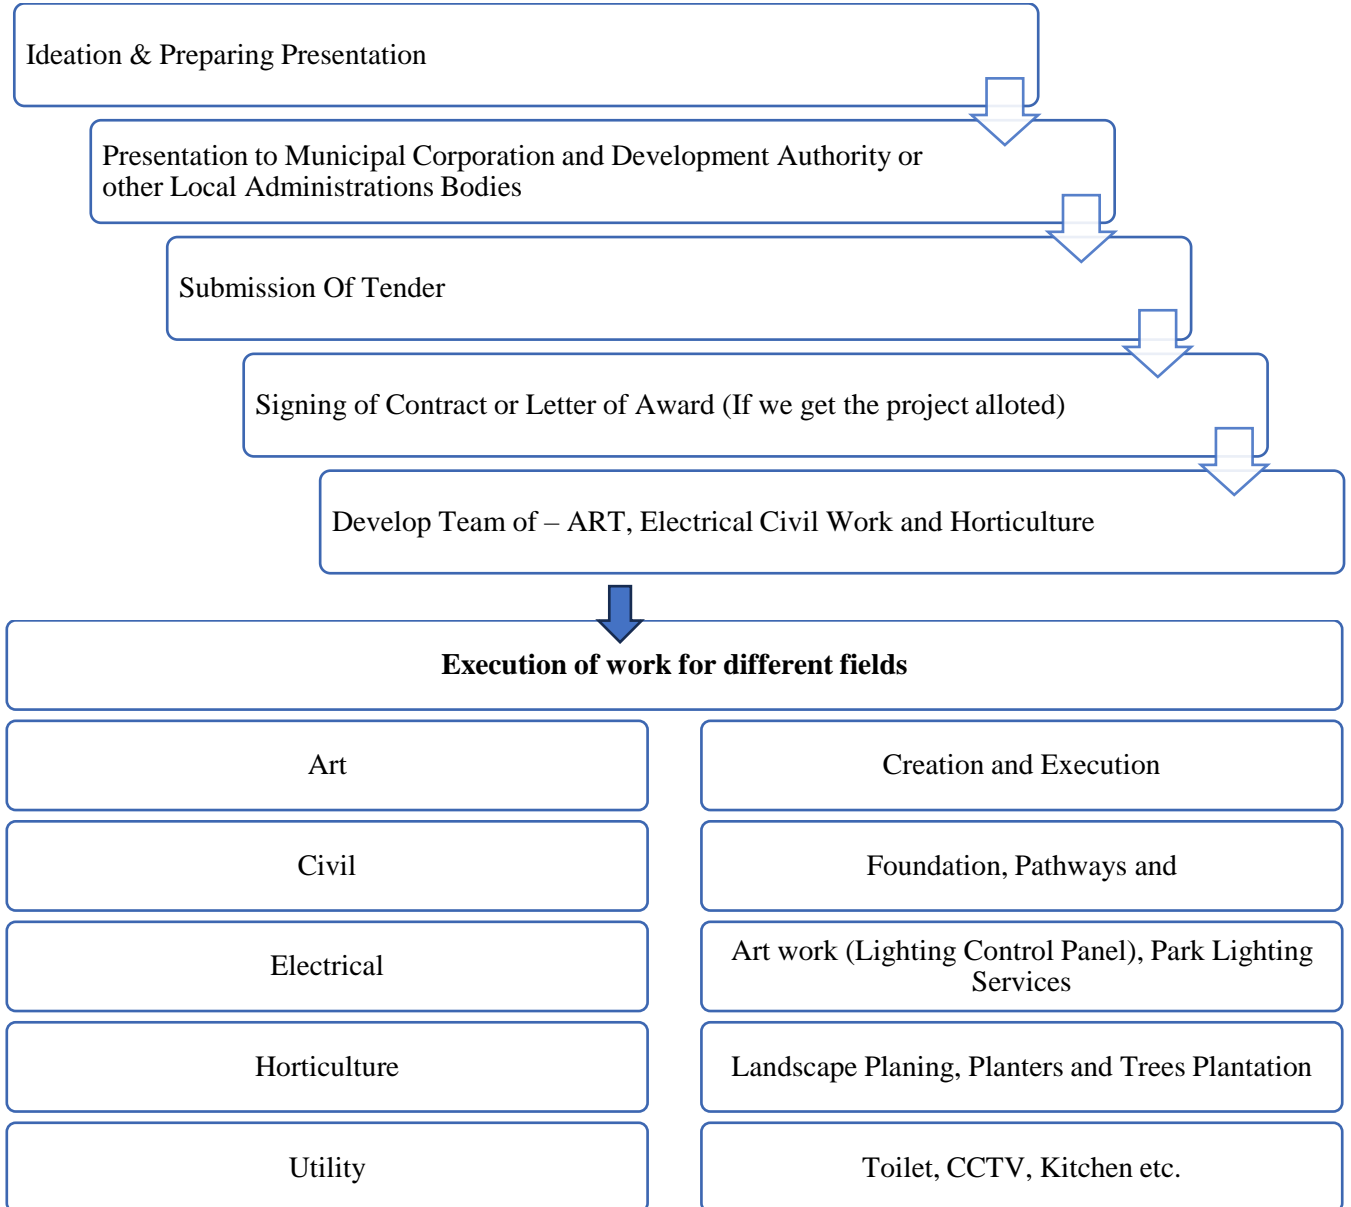 Ideation & Preparing Presentation
Presentation to Municipal Corporation and Development Authority or
other Local Administrations Bodies
Submission Of Tender
Signing of Contract or Letter of Award (If we get the project alloted)
Develop Team of – ART, Electrical Civil Work and Horticulture
Execution of work for different fields
Art
Creation and Execution
Civil
Foundation, Pathways and
Electrical
Art work (Lighting Control Panel), Park Lighting
Services
Horticulture
Landscape Planing, Planters and Trees Plantation
Utility
Toilet, CCTV, Kitchen etc.